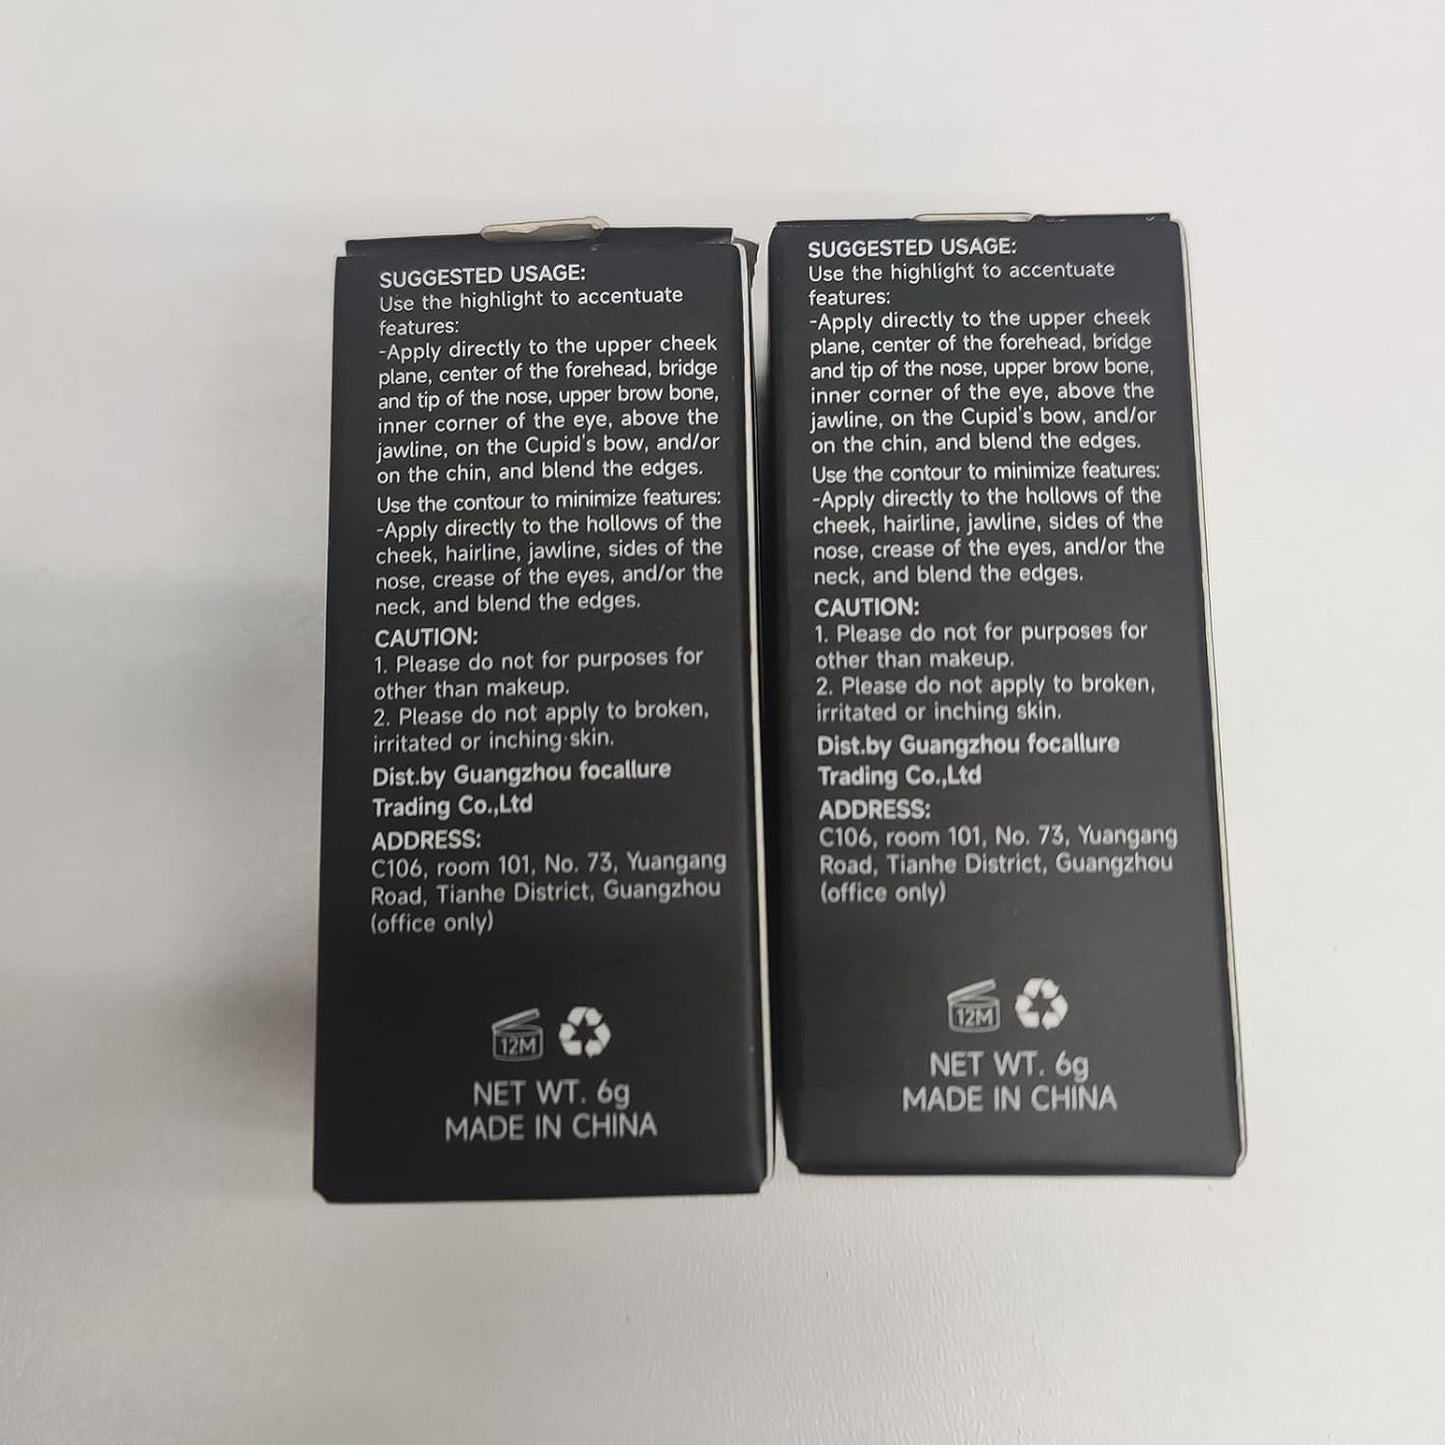 SUGGESTED USAGE:
Use the highlight to accentuate
features:
-Apply directly to the upper cheek
plane, center of the forehead, bridge
and tip of the nose, upper brow bone,
inner corner of the eye, above the
jawline, on the Cupid's bow, and/or
on the chin, and blend the edges.
Use the contour to minimize features:
-Apply directly to the hollows of the
cheek, hairline, jawline, sides of the
nose, crease of the eyes, and/or the
neck, and blend the edges.
CAUTION:
1. Please do not for purposes for
other than makeup.
2. Please do not apply to broken,
irritated or inching skin.
Dist.by Guangzhou focallure
Trading Co.,Ltd
ADDRESS:
C106, room 101, No. 73, Yuangang
Road, Tianhe District, Guangzhou
(office only)
12M
NET WT. 6g
MADE IN CHINA
SUGGESTED USAGE:
Use the highlight to accentuate
features:
-Apply directly to the upper cheek
plane, center of the forehead, bridge
and tip of the nose, upper brow bone,
inner corner of the eye, above the
jawline, on the Cupid's bow, and/or
on the chin, and blend the edges.
Use the contour to minimize features:
-Apply directly to the hollows of the
cheek, hairline, jawline, sides of the
nose, crease of the eyes, and/or the
neck, and blend the edges.
CAUTION:
1. Please do not for purposes for
other than makeup.
2. Please do not apply to broken,
irritated or inching skin.
Dist.by Guangzhou focallure
Trading Co.,Ltd
ADDRESS:
C106, room 101, No. 73, Yuangang
Road, Tianhe District, Guangzhou
(office only)
12M
NET WT. 6g
MADE IN CHINA